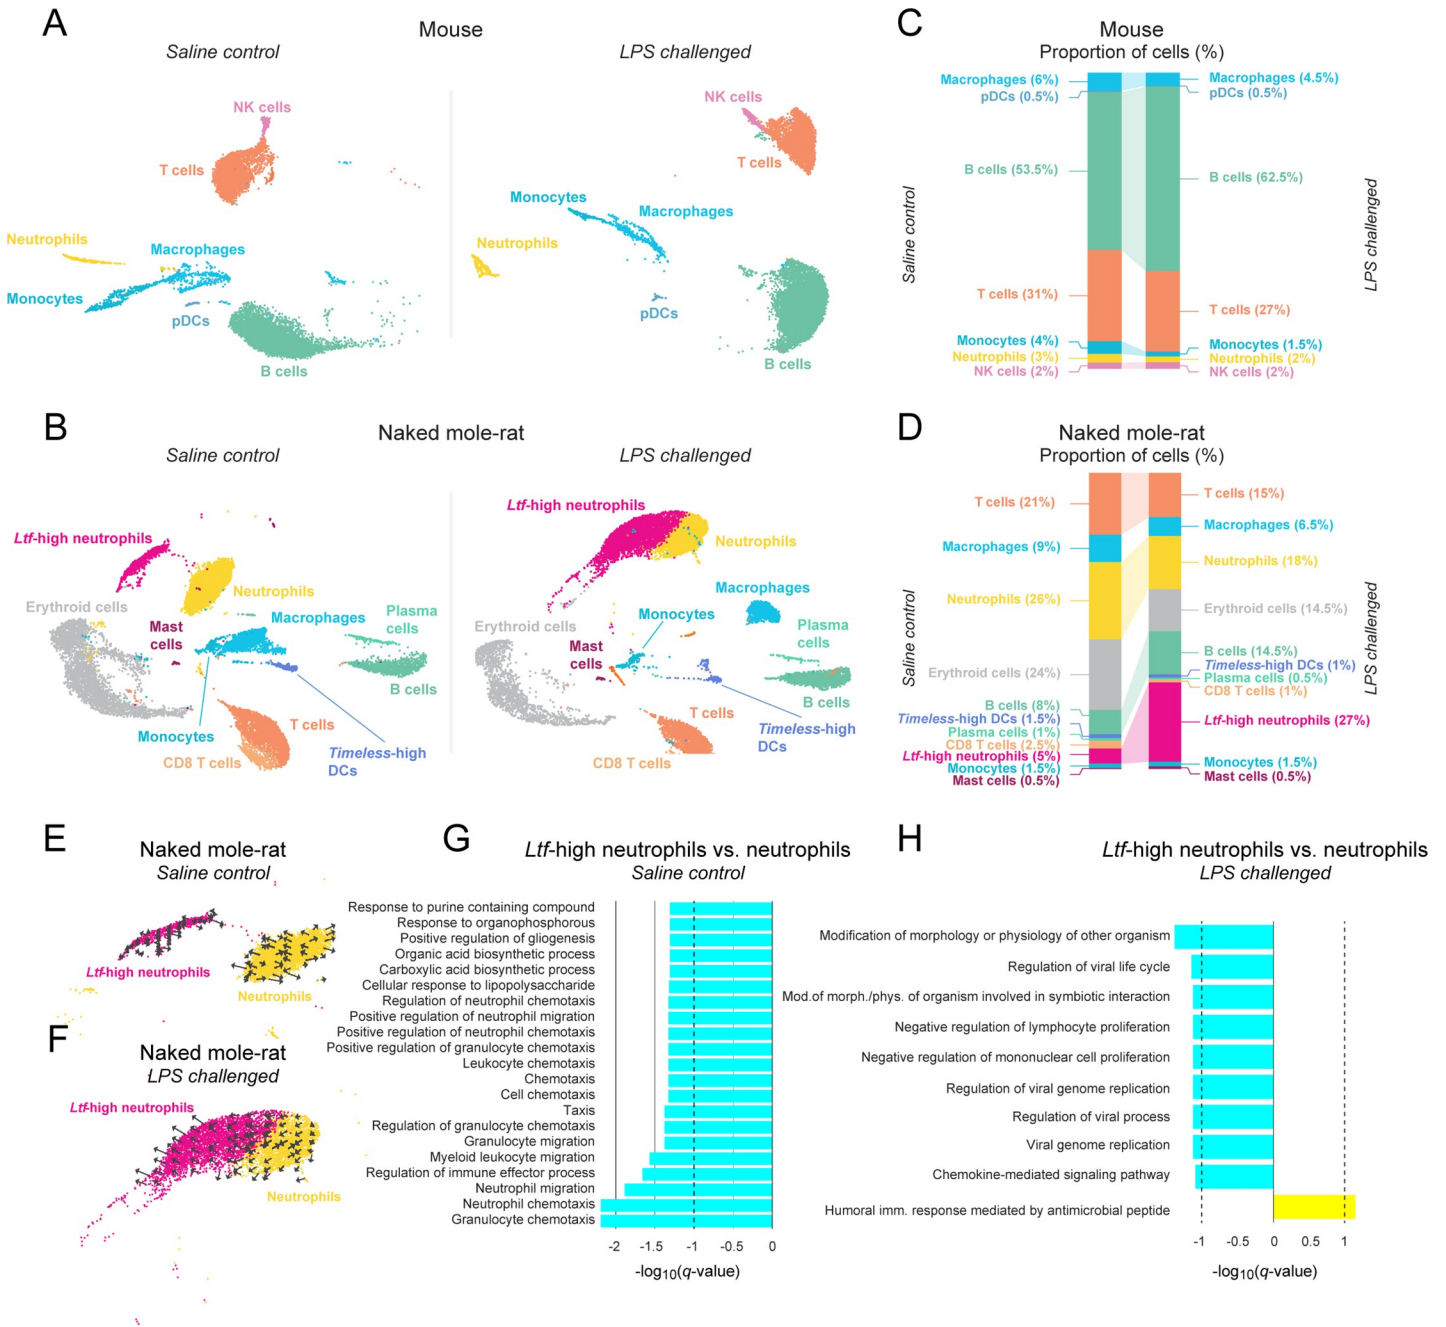 A
Mouse
Saline control
LPS challenged
NK cells
T cells
Neutrophils
Macrophages
Monocytes
pDCs
B cells
NK cells
T cells
Monocytes
Macrophages
Neutrophils
pDCs
B cells
C
Mouse
Proportion of cells (%)
Saline control
Macrophages (6%)
pDCs (0.5%)
B cells (53.5%)
T cells (31%)
Monocytes (4%)
Neutrophils (3%)
NK cells (2%)
Macrophages (4.5%)
pDCs (0.5%)
B cells (62.5%)
T cells (27%)
Monocytes (1.5%)
Neutrophils (2%)
NK cells (2%)
LPS challenged
B
Naked mole-rat
Saline control
LPS challenged
Ltf-high neutrophils
Neutrophils
Erythroid cells
Mast
cells
Macrophages
Plasma
cells
B cells
Monocytes
T cells
CD8 T cells
Timeless-high
DCs
Ltf-high neutrophils
Neutrophils
Macrophages
Monocytes
Erythroid cells
Mast
cells
Plasma
cells
B cells
T cells
Timeless-high
DCs
CD8 T cells
D
Naked mole-rat
Proportion of cells (%)
Saline control
T cells (21%)
Macrophages (9%)
Neutrophils (26%)
Erythroid cells (24%)
B cells (8%)
Timeless-high DCs (1.5%)
Plasma cells (1%)
CD8 T cells (2.5%)
Ltf-high neutrophils (5%)
Monocytes (1.5%)
Mast cells (0.5%)
T cells (15%)
Macrophages (6.5%)
Neutrophils (18%)
Erythroid cells (14.5%)
B cells (14.5%)
Timeless-high DCs (1%)
Plasma cells (0.5%)
CD8 T cells (1%)
Ltf-high neutrophils (27%)
Monocytes (1.5%)
Mast cells (0.5%)
LPS challenged
E
Naked mole-rat
Saline control
Ltf-high neutrophils
Neutrophils
F
Naked mole-rat
LPS challenged
Ltf-high neutrophils
Neutrophils
G
Ltf-high neutrophils vs. neutrophils
Saline control
Response to purine containing compound
Response to organophosphorous
Positive regulation of gliogenesis
Organic acid biosynthetic process
Carboxylic acid biosynthetic process
Cellular response to lipopolysaccharide
Regulation of neutrophil chemotaxis
Positive regulation of neutrophil migration
Positive regulation of neutrophil chemotaxis
Positive regulation of granulocyte chemotaxis
Leukocyte chemotaxis
Chemotaxis
Cell chemotaxis
Taxis
Regulation of granulocyte chemotaxis
Granulocyte migration
Myeloid leukocyte migration
Regulation of immune effector process
Neutrophil migration
Neutrophil chemotaxis
Granulocyte chemotaxis
-2 -1.5 -1 -0.5 0
-log10(q-value)
H
Ltf-high neutrophils vs. neutrophils
LPS challenged
Modification of morphology or physiology of other organism
Regulation of viral life cycle
Mod.of morph./phys. of organism involved in symbiotic interaction
Negative regulation of lymphocyte proliferation
Negative regulation of mononuclear cell proliferation
Regulation of viral genome replication
Regulation of viral process
Viral genome replication
Chemokine-mediated signaling pathway
Humoral imm. response mediated by antimicrobial peptide
-1 -0.5 0 0.5 1
-log10(q-value)